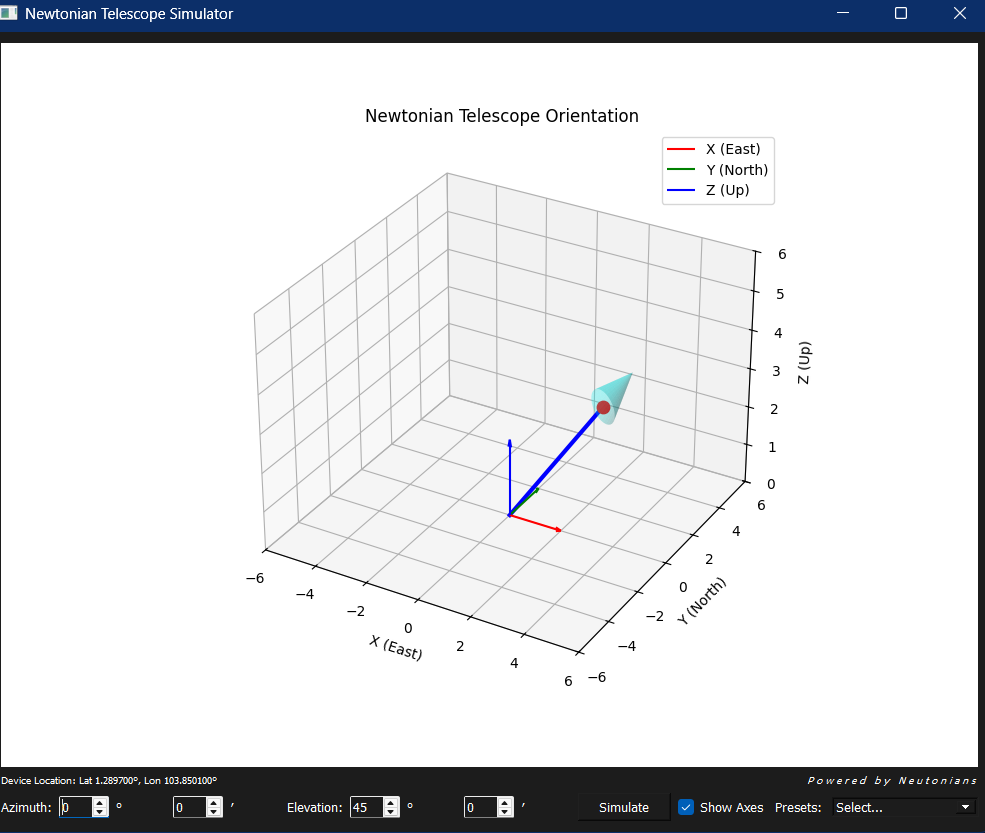 Newtonian Telescope Simulator
Newtonian Telescope Orientation
X (East)
Y (North)
Z (Up)
6
5
4
3
2
1
0
Z (Up)
6
4
2
0
−2
−4
−6
Y (North)
−6
−4
−2
0
2
4
6
X (East)
Device Location: Lat 1.289700º, Lon 103.850100º
Powered by Neutonians
Azimuth: 0 º 0 ′ Elevation: 45 º 0 ′ Simulate Show Axes Presets: Select...